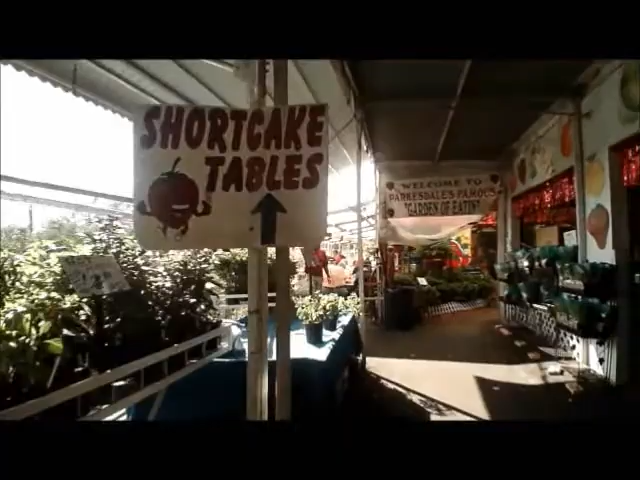 SHORTCAKE
TABLES
WELCOME TO
PARKESDALE'S FAMOUS
"GARDEN OF EATIN"